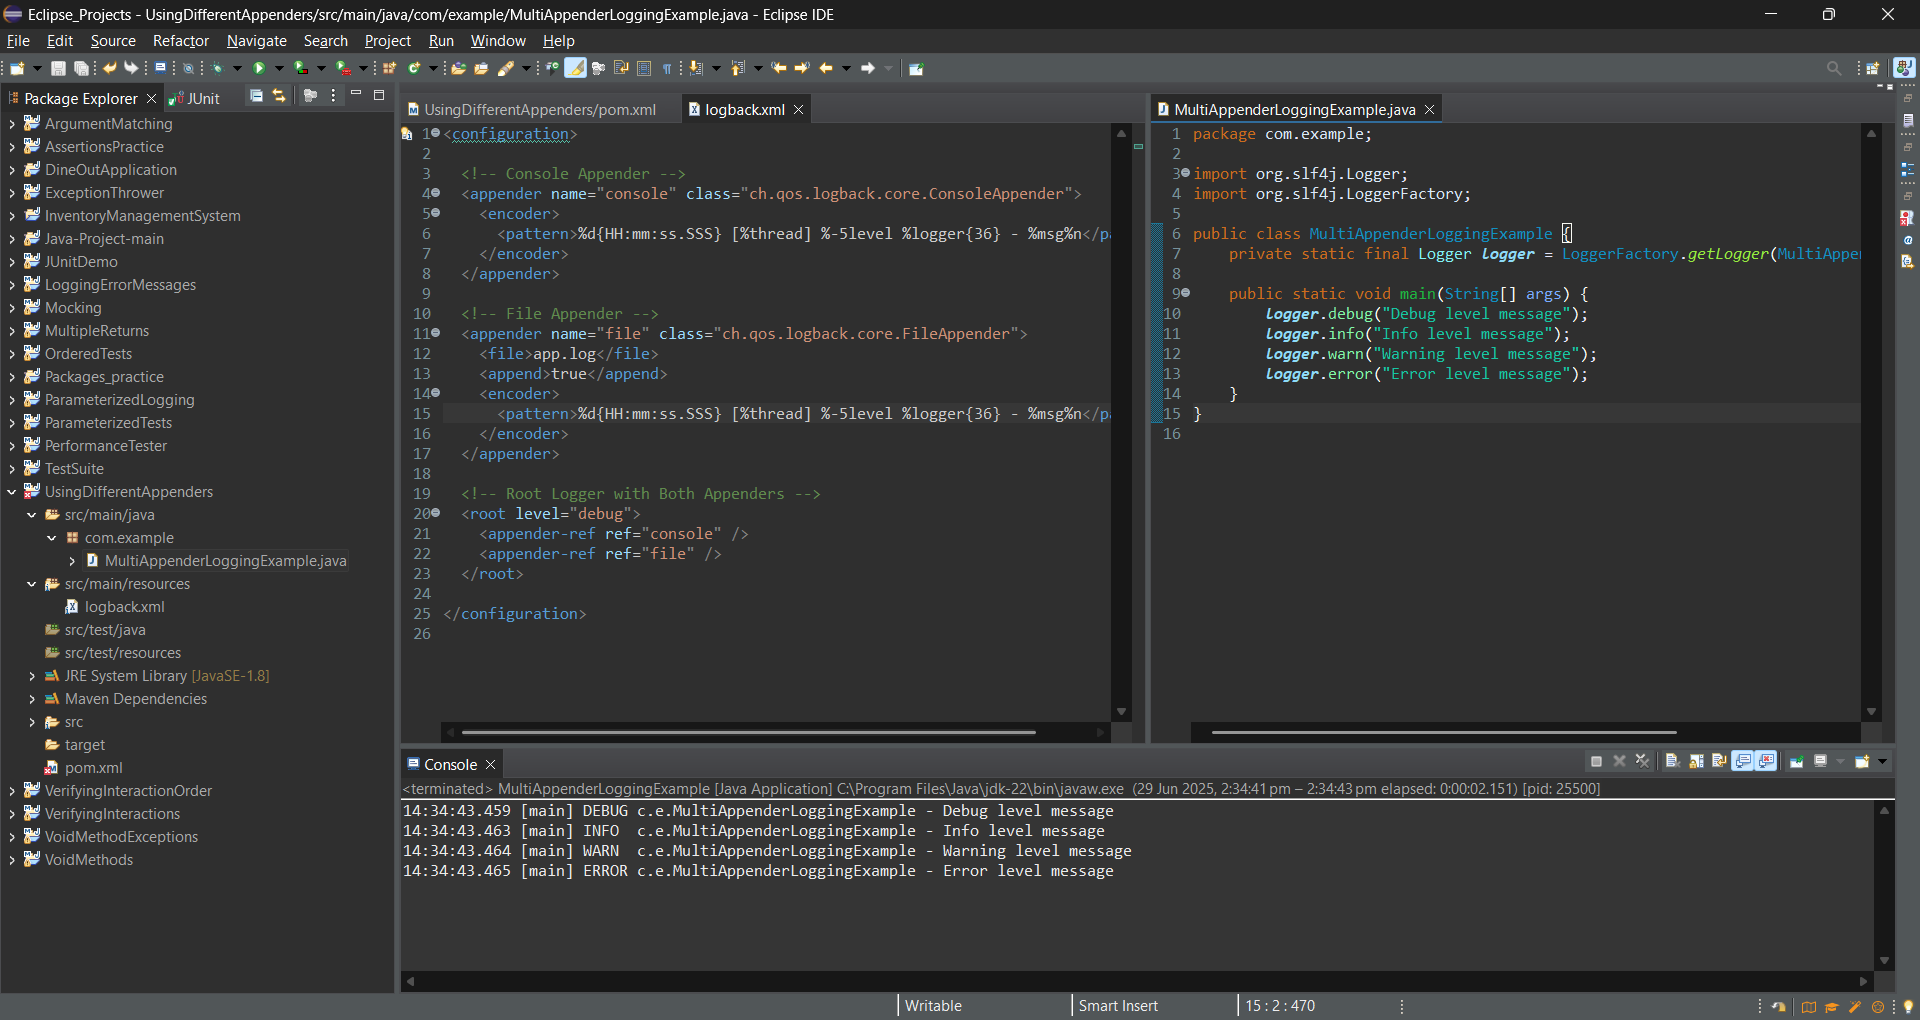 Eclipse_Projects - UsingDifferentAppenders/src/main/java/com/example/MultiAppenderLoggingExample.java - Eclipse IDE
File Edit Source Refactor Navigate Search Project Run Window Help
Package Explorer
JUnit
ArgumentMatching
AssertionsPractice
DineOutApplication
ExceptionThrower
InventoryManagementSystem
Java-Project-main
JUnitDemo
LoggingErrorMessages
Mocking
MultipleReturns
OrderedTests
Packages_practice
ParameterizedLogging
ParameterizedTests
PerformanceTester
TestSuite
UsingDifferentAppenders
src/main/java
com.example
MultiAppenderLoggingExample.java
src/main/resources
logback.xml
src/test/java
src/test/resources
JRE System Library [JavaSE-1.8]
Maven Dependencies
src
target
pom.xml
VerifyingInteractionOrder
VerifyingInteractions
VoidMethodExceptions
VoidMethods
UsingDifferentAppenders/pom.xml
logback.xml
1 <configuration>
2
3 <!-- Console Appender -->
4 <appender name="console" class="ch.qos.logback.core.ConsoleAppender">
5 <encoder>
6 <pattern>%d{HH:mm:ss.SSS} [%thread] %-5level %logger{36} - %msg%n</p
7 </encoder>
8 </appender>
9
10 <!-- File Appender -->
11 <appender name="file" class="ch.qos.logback.core.FileAppender">
12 <file>app.log</file>
13 <append>true</append>
14 <encoder>
15 <pattern>%d{HH:mm:ss.SSS} [%thread] %-5level %logger{36} - %msg%n</p
16 </encoder>
17 </appender>
18
19 <!-- Root Logger with Both Appenders -->
20 <root level="debug">
21 <appender-ref ref="console" />
22 <appender-ref ref="file" />
23 </root>
24
25 </configuration>
26
MultiAppenderLoggingExample.java
1 package com.example;
2
3 import org.slf4j.Logger;
4 import org.slf4j.LoggerFactory;
5
6 public class MultiAppenderLoggingExample {
7 private static final Logger logger = LoggerFactory.getLogger(MultiAppe
8
9 public static void main(String[] args) {
10 logger.debug("Debug level message");
11 logger.info("Info level message");
12 logger.warn("Warning level message");
13 logger.error("Error level message");
14 }
15 }
16
Console
<terminated> MultiAppenderLoggingExample [Java Application] C:\Program Files\Java\jdk-22\bin\javaw.exe (29 Jun 2025, 2:34:41 pm – 2:34:43 pm elapsed: 0:00:02.151) [pid: 25500]
14:34:43.459 [main] DEBUG c.e.MultiAppenderLoggingExample - Debug level message
14:34:43.463 [main] INFO c.e.MultiAppenderLoggingExample - Info level message
14:34:43.464 [main] WARN c.e.MultiAppenderLoggingExample - Warning level message
14:34:43.465 [main] ERROR c.e.MultiAppenderLoggingExample - Error level message
Writable
Smart Insert
15 : 2 : 470